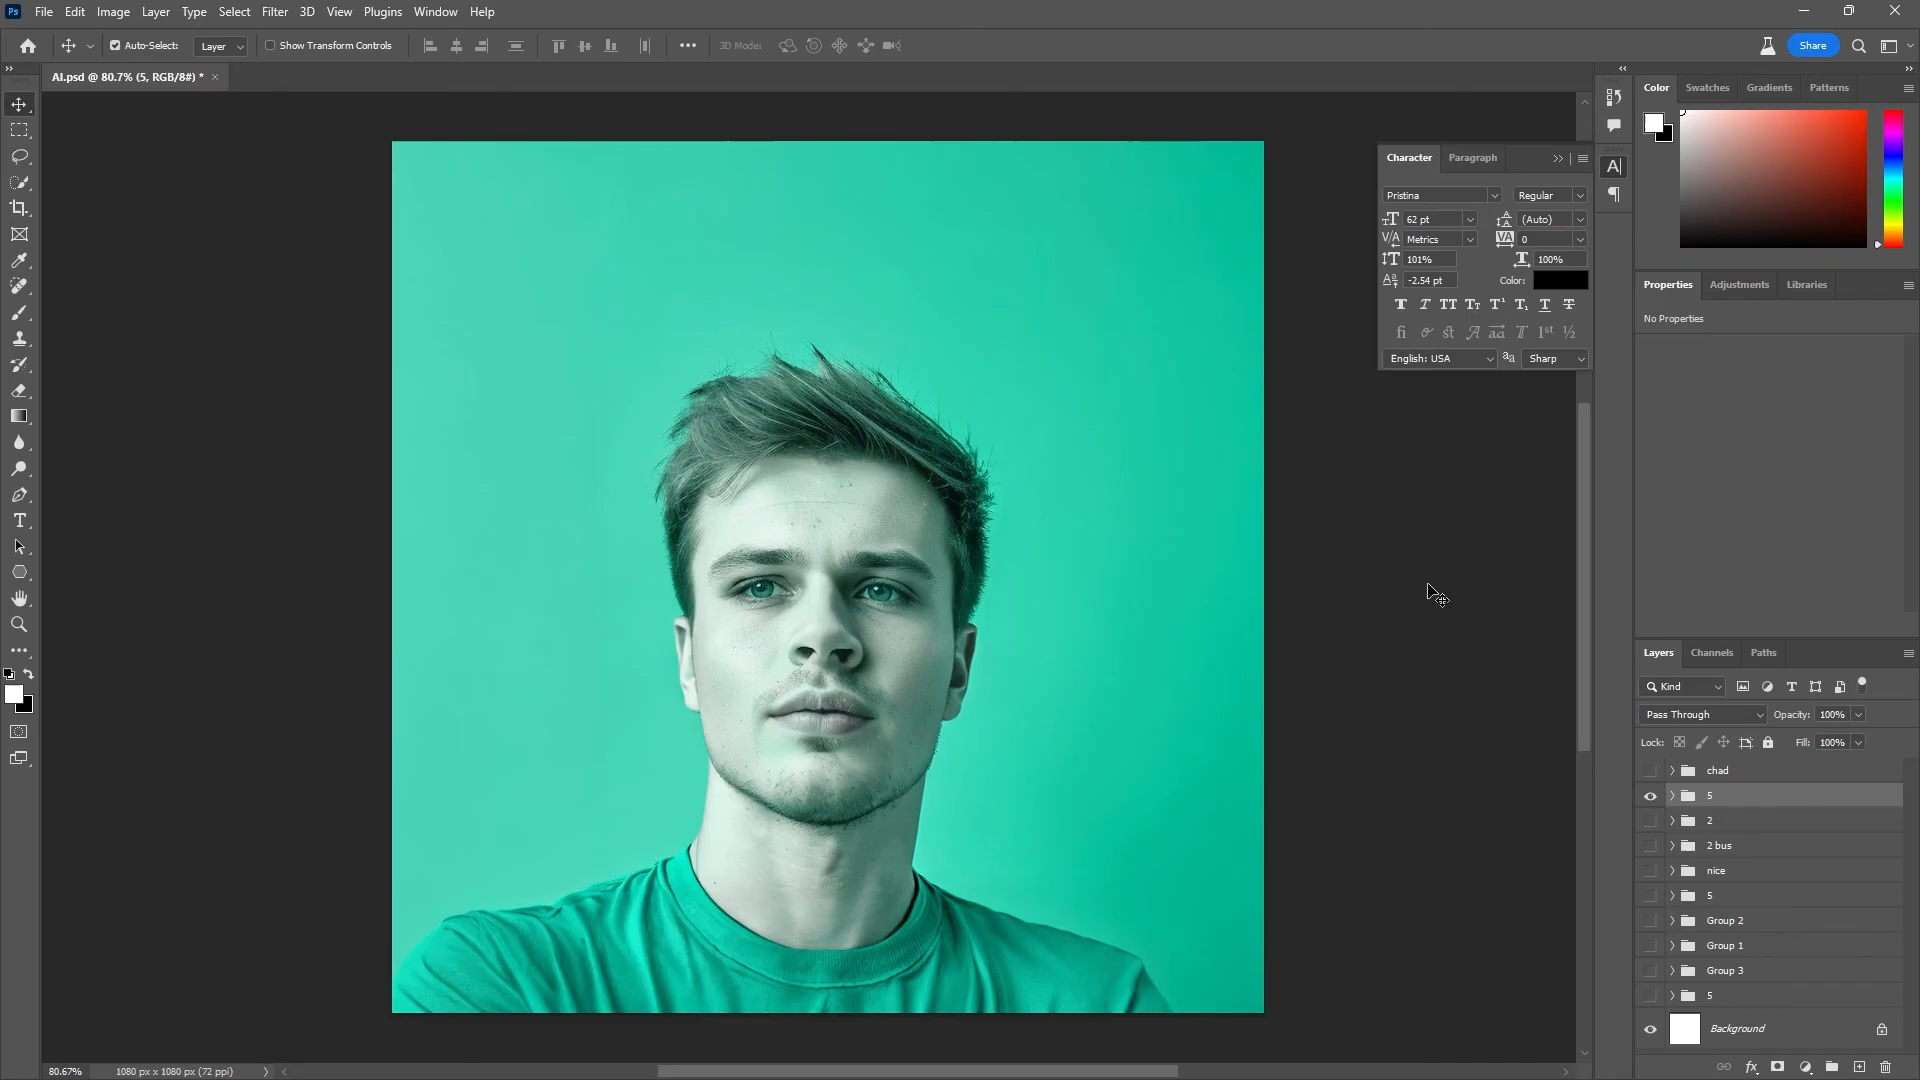 Ps File Edit Image Layer Type Select Filter 3D View Plugins Window Help
Auto-Select: Layer Show Transform Controls 3D Mode: Share
AI.psd @ 80.7% (5, RGB/8#) *
Color Swatches Gradients Patterns
Character Paragraph
Pristina Regular
62 pt (Auto)
Metrics 0
101% 100%
-2.54 pt Color:
English: USA Sharp
Properties Adjustments Libraries
No Properties
Layers Channels Paths
Kind
Pass Through Opacity: 100%
Lock: Fill: 100%
chad
5
2
2 bus
nice
5
Group 2
Group 1
Group 3
5
Background
80.67% 1080 px x 1080 px (72 ppi)